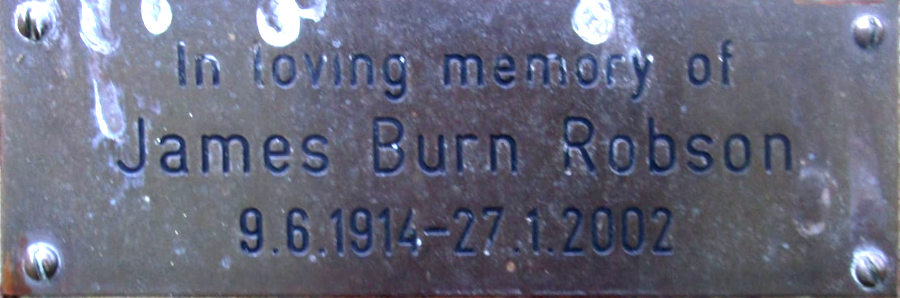 In loving memory of
James Burn Robson
9.6.1914-27.1.2002